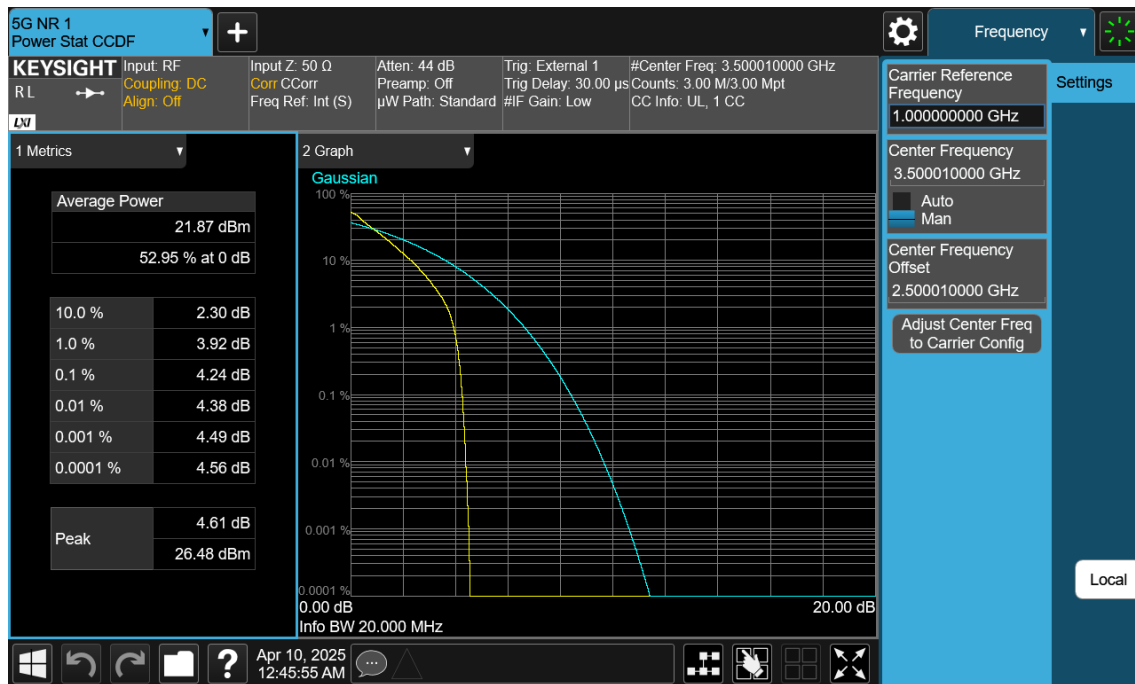 5G NR 1
Power Stat CCDF
Frequency
KEYSIGHT
R L
LXI
Input: RF
Coupling: DC
Align: Off
Input Z: 50 Ω
Corr CCorr
Freq Ref: Int (S)
Atten: 44 dB
Preamp: Off
µW Path: Standard
Trig: External 1
Trig Delay: 30.00 µs
#IF Gain: Low
#Center Freq: 3.500010000 GHz
Counts: 3.00 M/3.00 Mpt
CC Info: UL, 1 CC
1 Metrics
Average Power
21.87 dBm
52.95 % at 0 dB
10.0 % 2.30 dB
1.0 % 3.92 dB
0.1 % 4.24 dB
0.01 % 4.38 dB
0.001 % 4.49 dB
0.0001 % 4.56 dB
Peak
4.61 dB
26.48 dBm
2 Graph
Gaussian
100 %
10 %
1 %
0.1 %
0.01 %
0.001 %
0.0001 %
0.00 dB 20.00 dB
Info BW 20.000 MHz
Carrier Reference
Frequency
1.000000000 GHz
Center Frequency
3.500010000 GHz
Auto
Man
Center Frequency
Offset
2.500010000 GHz
Adjust Center Freq
to Carrier Config
Settings
Local
?
Apr 10, 2025
12:45:55 AM